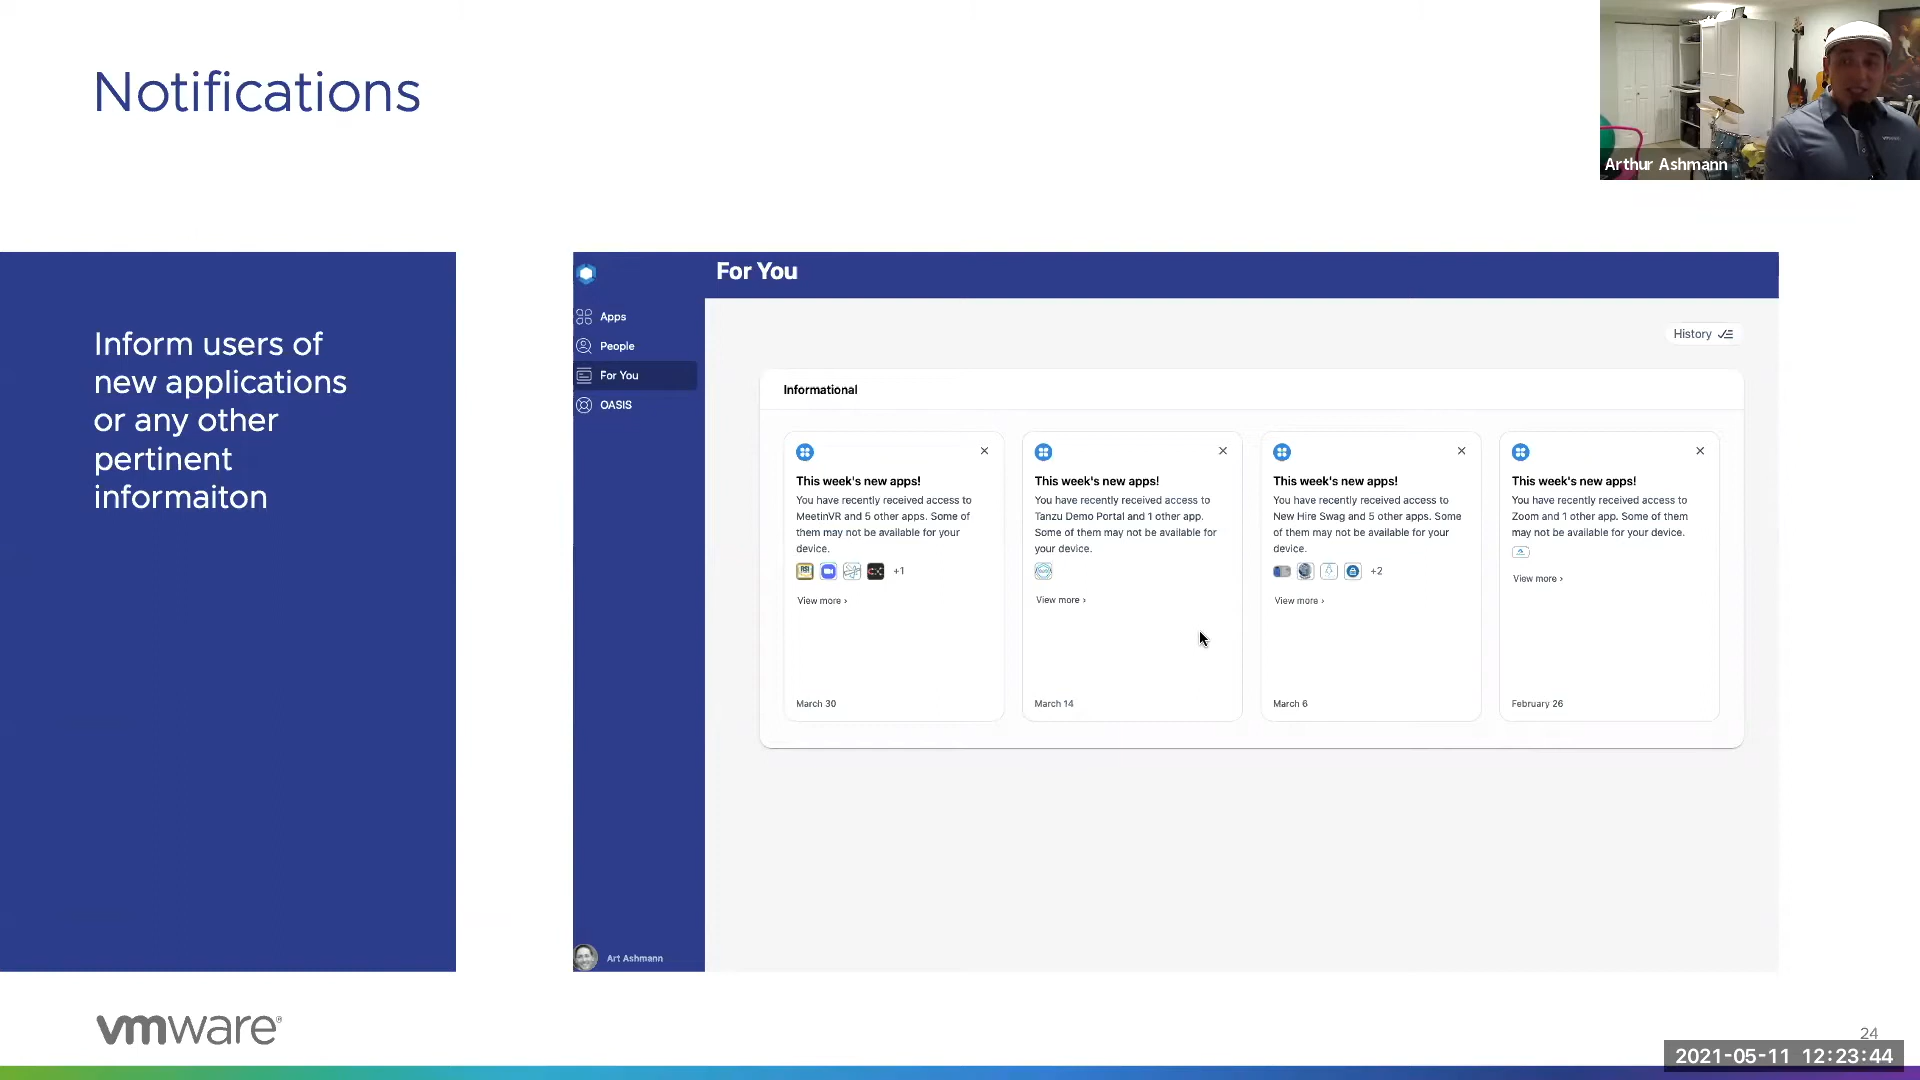 Notifications
Arthur Ashmann
Inform users of
new applications
or any other
pertinent
informaiton
For You
Apps
People
For You
OASIS
History
Informational
This week's new apps!
You have recently received access to
MeetinVR and 5 other apps. Some of
them may not be available for your
device.
+1
View more ›
March 30
This week's new apps!
You have recently received access to
Tanzu Demo Portal and 1 other app.
Some of them may not be available for
your device.
View more ›
March 14
This week's new apps!
You have recently received access to
New Hire Swag and 5 other apps. Some
of them may not be available for your
device.
+2
View more ›
March 6
This week's new apps!
You have recently received access to
Zoom and 1 other app. Some of them
may not be available for your device.
View more ›
February 26
Art Ashmann
vmware®
24
2021-05-11 12:23:44